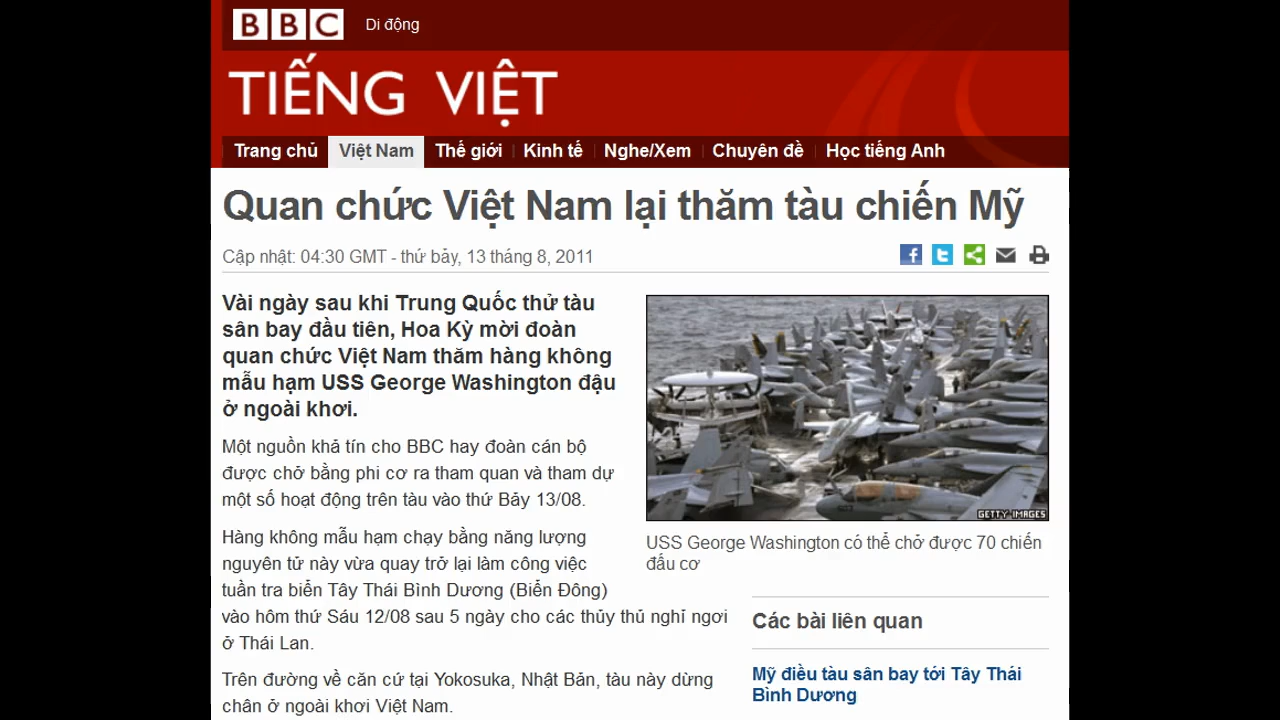 BBC Di động
TIẾNG VIỆT
Trang chủ Việt Nam Thế giới Kinh tế Nghe/Xem Chuyên đề Học tiếng Anh
Quan chức Việt Nam lại thăm tàu chiến Mỹ
Cập nhật: 04:30 GMT - thứ bảy, 13 tháng 8, 2011
Vài ngày sau khi Trung Quốc thử tàu
sân bay đầu tiên, Hoa Kỳ mời đoàn
quan chức Việt Nam thăm hàng không
mẫu hạm USS George Washington đậu
ở ngoài khơi.
Một nguồn khả tín cho BBC hay đoàn cán bộ
được chở bằng phi cơ ra tham quan và tham dự
một số hoạt động trên tàu vào thứ Bảy 13/08.
Hàng không mẫu hạm chạy bằng năng lượng
nguyên tử này vừa quay trở lại làm công việc
tuần tra biển Tây Thái Bình Dương (Biển Đông)
vào hôm thứ Sáu 12/08 sau 5 ngày cho các thủy thủ nghỉ ngơi
ở Thái Lan.
Trên đường về căn cứ tại Yokosuka, Nhật Bản, tàu này dừng
chân ở ngoài khơi Việt Nam.
GETTY IMAGES
USS George Washington có thể chở được 70 chiến
đấu cơ
Các bài liên quan
Mỹ điều tàu sân bay tới Tây Thái
Bình Dương